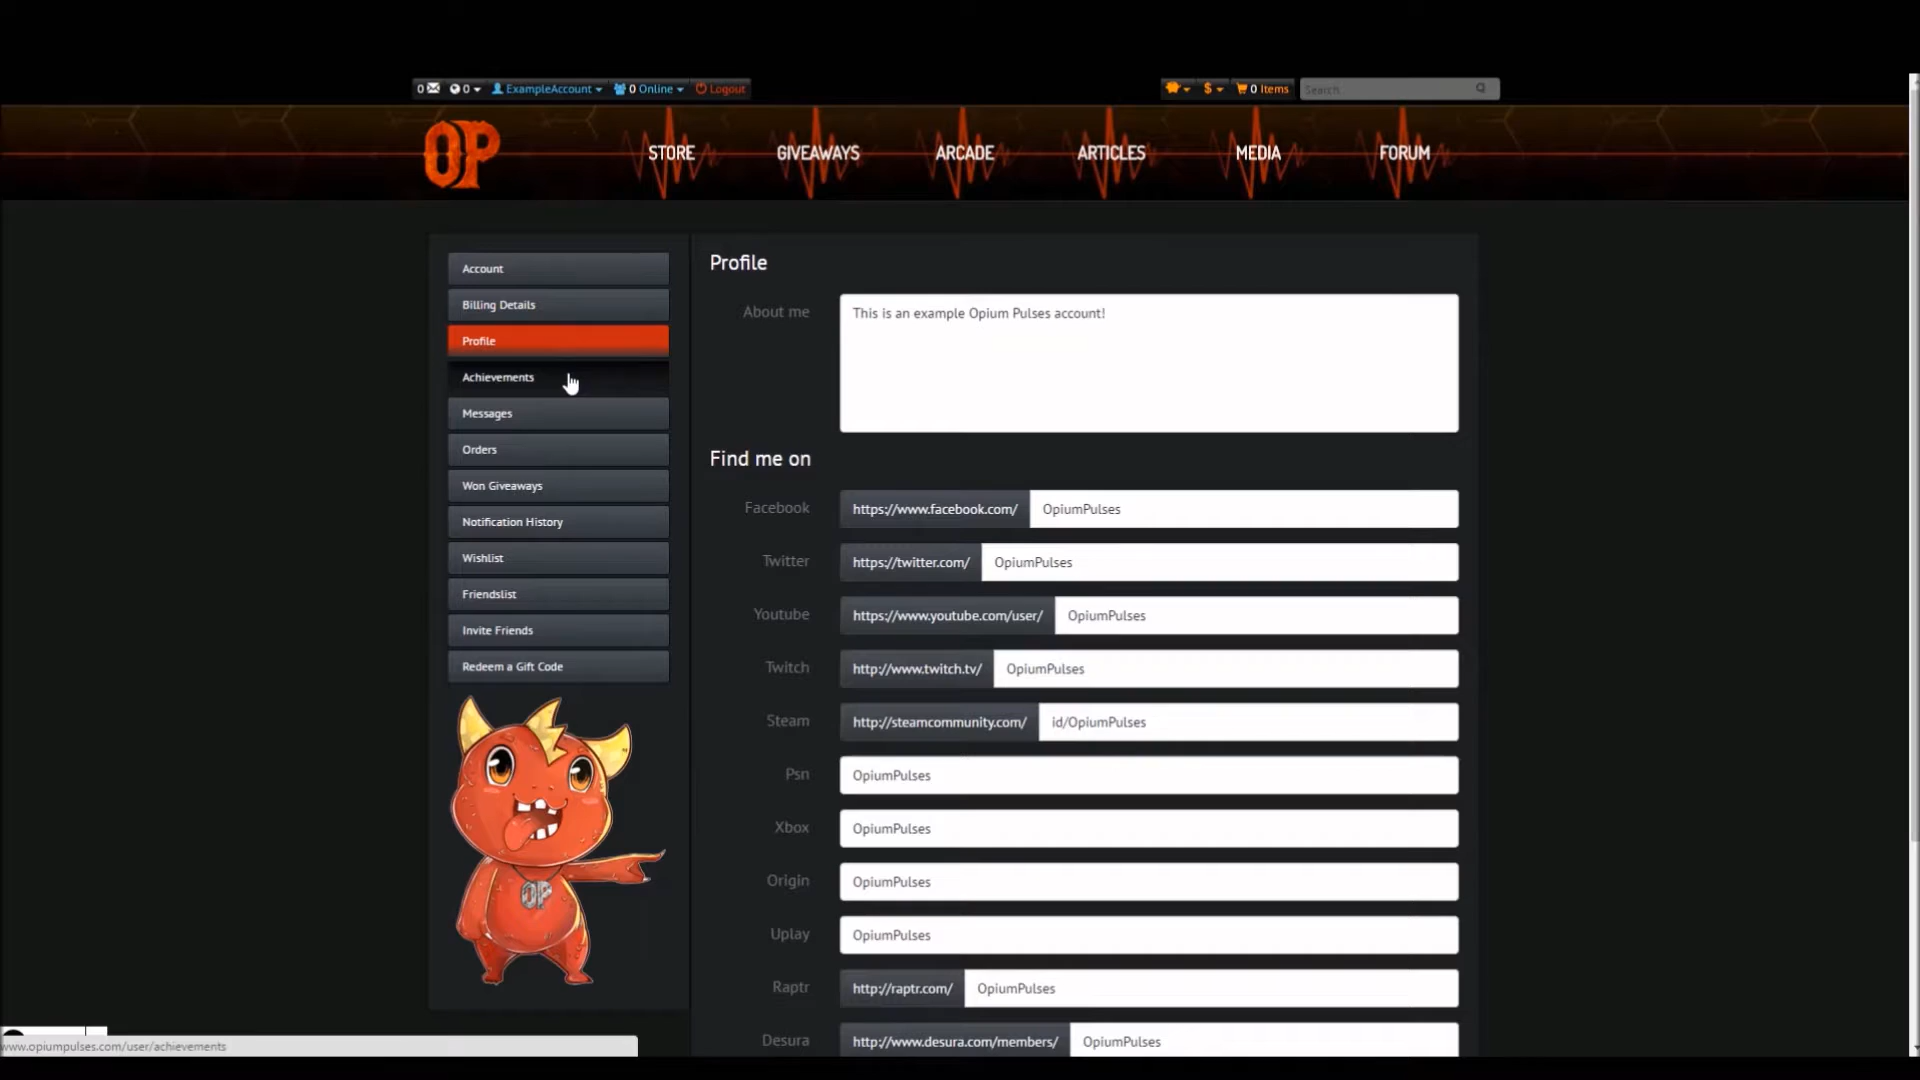 0 0 ExampleAccount 0 Online Logout $ 0 Items Search
OP STORE GIVEAWAYS ARCADE ARTICLES MEDIA FORUM
Account
Billing Details
Profile
Achievements
Messages
Orders
Won Giveaways
Notification History
Wishlist
Friendslist
Invite Friends
Redeem a Gift Code
OP
Profile
About me This is an example Opium Pulses account!
Find me on
Facebook https://www.facebook.com/ OpiumPulses
Twitter https://twitter.com/ OpiumPulses
Youtube https://www.youtube.com/user/ OpiumPulses
Twitch http://www.twitch.tv/ OpiumPulses
Steam http://steamcommunity.com/ id/OpiumPulses
Psn OpiumPulses
Xbox OpiumPulses
Origin OpiumPulses
Uplay OpiumPulses
Raptr http://raptr.com/ OpiumPulses
Desura http://www.desura.com/members/ OpiumPulses
www.opiumpulses.com/user/achievements